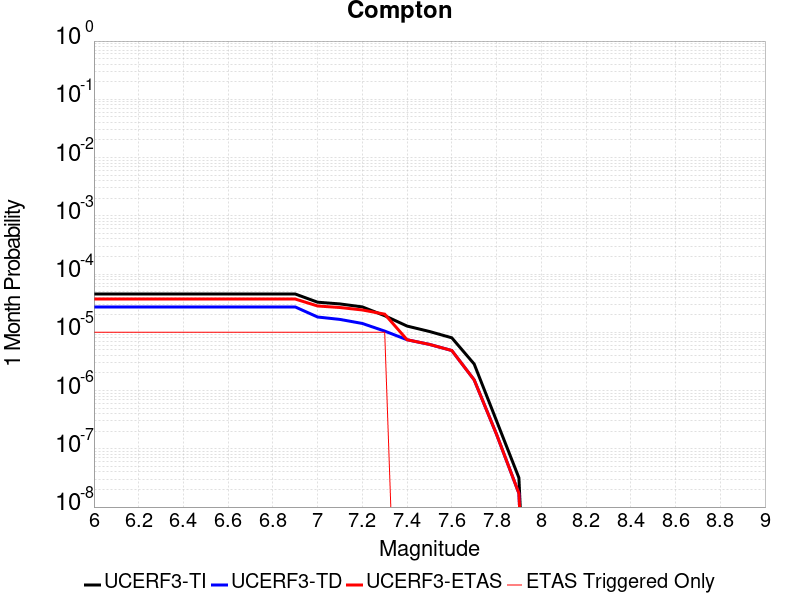 Compton
1 Month Probability
10^0
10^-1
10^-2
10^-3
10^-4
10^-5
10^-6
10^-7
10^-8
6 6.2 6.4 6.6 6.8 7 7.2 7.4 7.6 7.8 8 8.2 8.4 8.6 8.8 9
Magnitude
UCERF3-TI UCERF3-TD UCERF3-ETAS ETAS Triggered Only